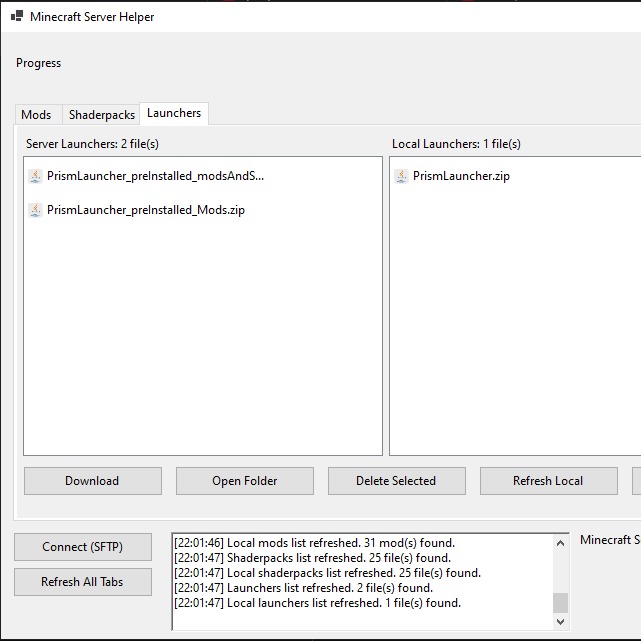 Minecraft Server Helper
Progress
Mods Shaderpacks Launchers
Server Launchers: 2 file(s) Local Launchers: 1 file(s)
PrismLauncher_preInstalled_modsAndS... PrismLauncher.zip
PrismLauncher_preInstalled_Mods.zip
Download Open Folder Delete Selected Refresh Local
Connect (SFTP)
Refresh All Tabs
[22:01:46] Local mods list refreshed. 31 mod(s) found.
[22:01:47] Shaderpacks list refreshed. 25 file(s) found.
[22:01:47] Local shaderpacks list refreshed. 25 file(s) found.
[22:01:47] Launchers list refreshed. 2 file(s) found.
[22:01:47] Local launchers list refreshed. 1 file(s) found.
Minecraft S